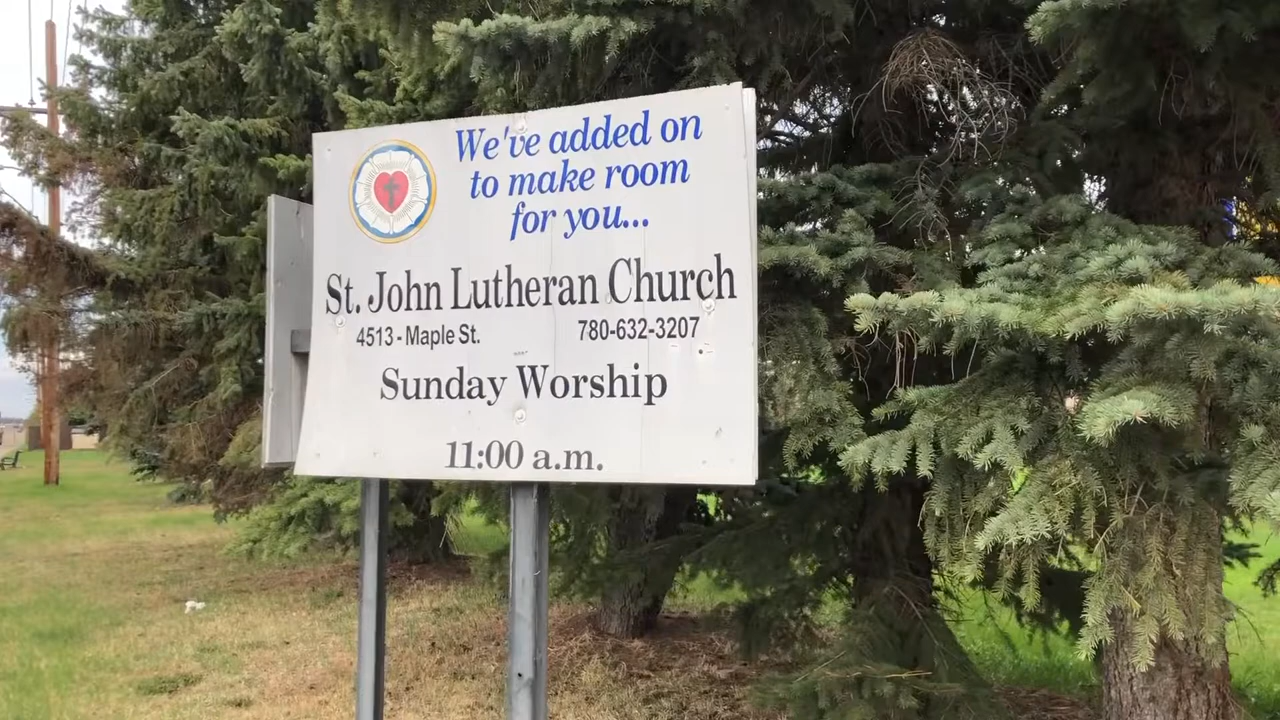 We've added on
to make room
for you...
St. John Lutheran Church
4513 - Maple St. 780-632-3207
Sunday Worship
11:00 a.m.